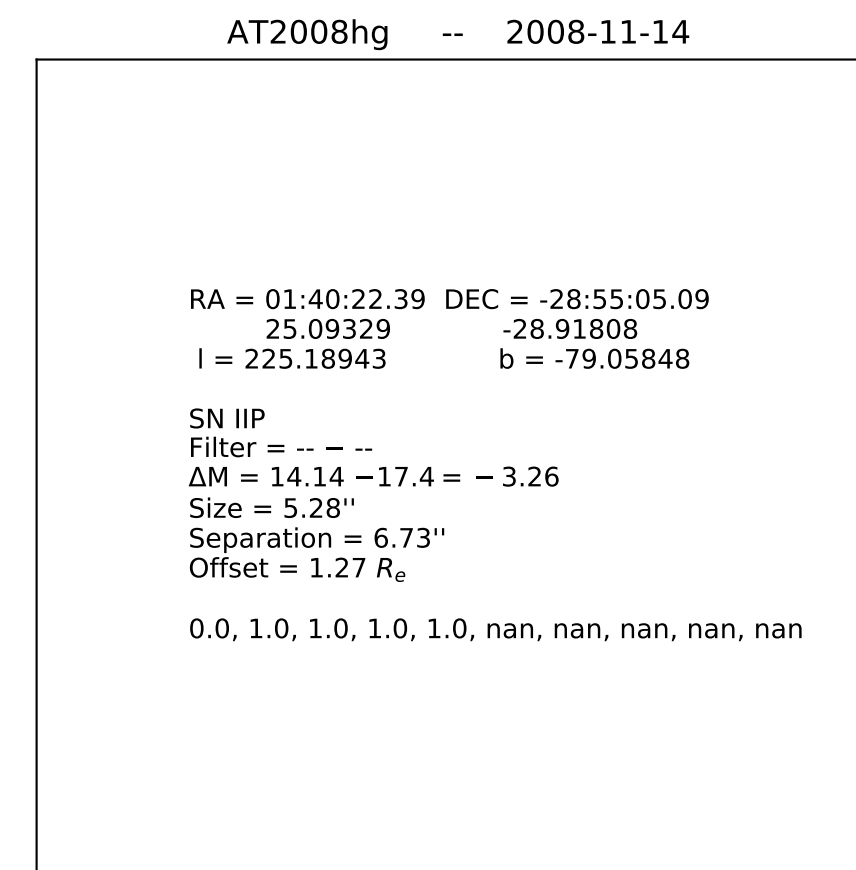 AT2008hg -- 2008-11-14
RA = 01:40:22.39 DEC = -28:55:05.09
25.09329 -28.91808
l = 225.18943 b = -79.05848
SN IIP
Filter = -- − --
ΔM = 14.14 −17.4 = − 3.26
Size = 5.28''
Separation = 6.73''
Offset = 1.27 Re
0.0, 1.0, 1.0, 1.0, 1.0, nan, nan, nan, nan, nan